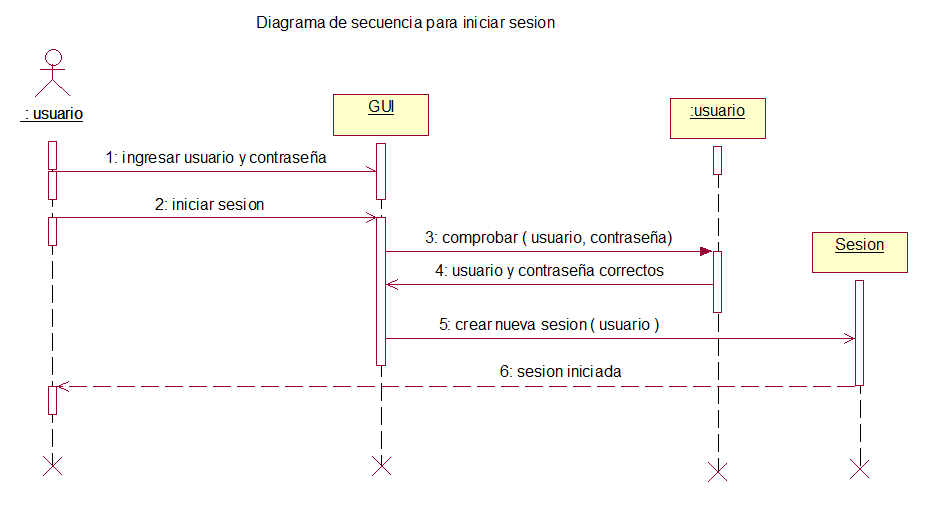 Diagrama de secuencia para iniciar sesion
: usuario
GUI
:usuario
1: ingresar usuario y contraseña
2: iniciar sesion
3: comprobar ( usuario, contraseña)
Sesion
4: usuario y contraseña correctos
5: crear nueva sesion ( usuario )
6: sesion iniciada